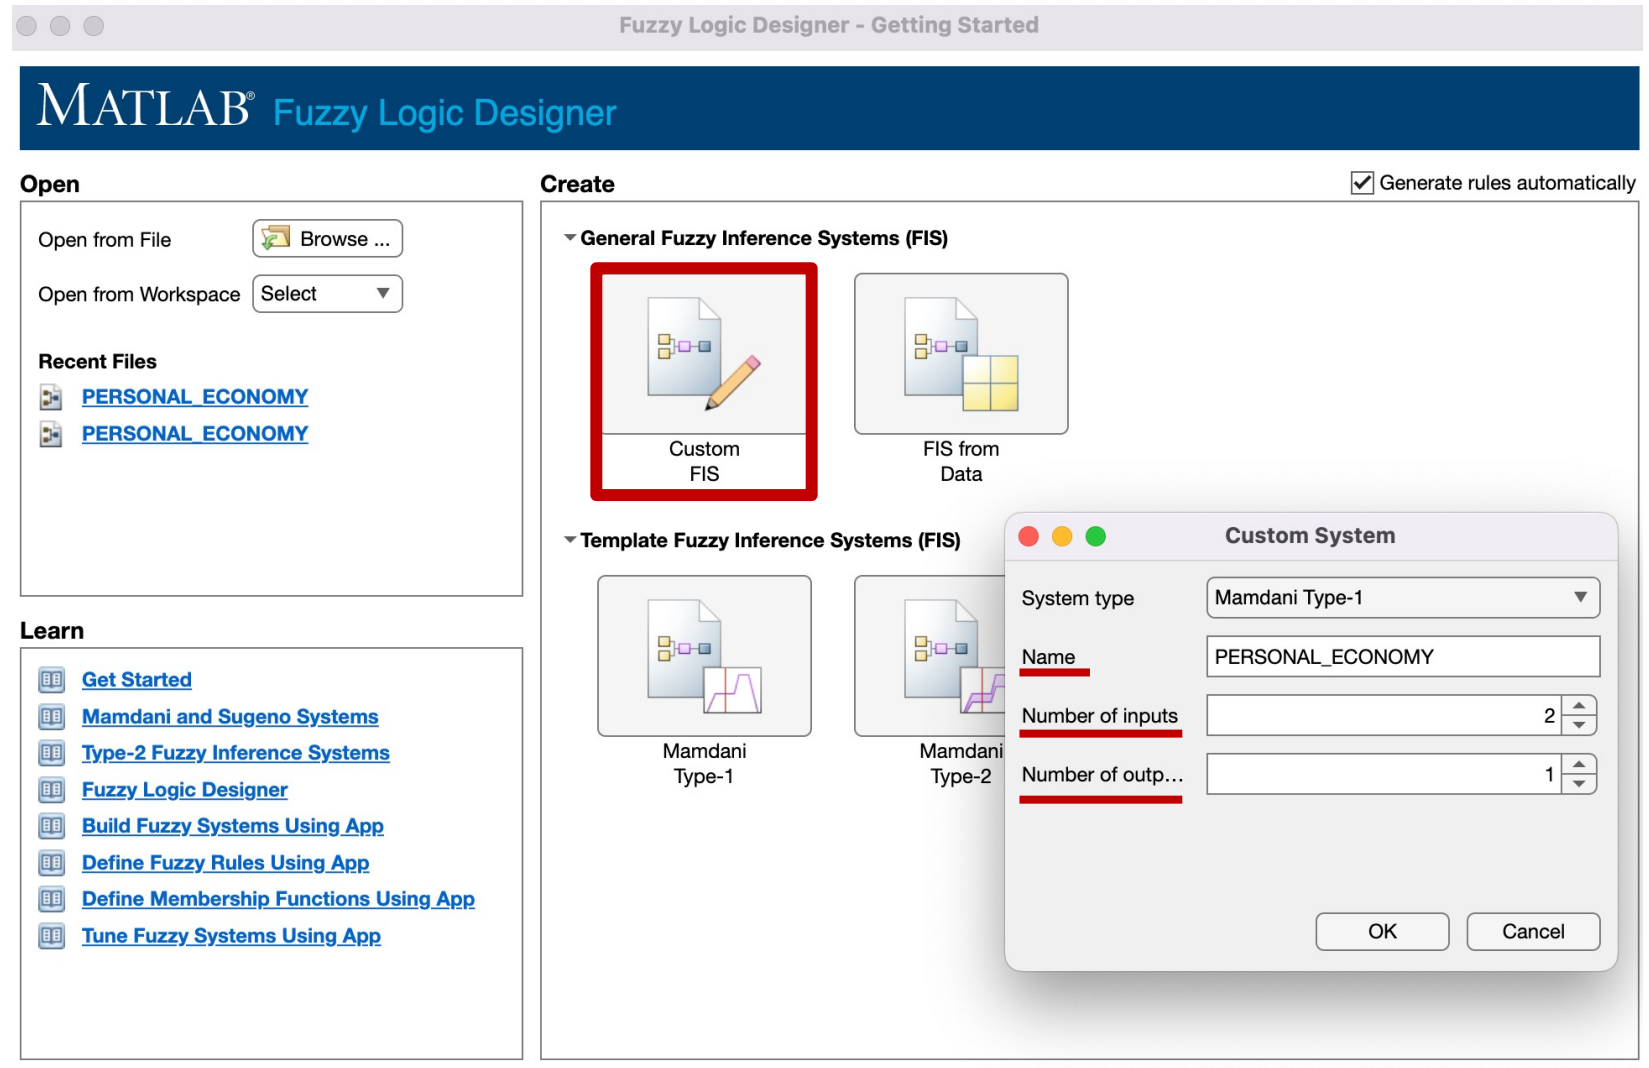 Fuzzy Logic Designer - Getting Started
MATLAB® Fuzzy Logic Designer
Open
Open from File
Browse ...
Open from Workspace
Select
Recent Files
PERSONAL_ECONOMY
PERSONAL_ECONOMY
Learn
Get Started
Mamdani and Sugeno Systems
Type-2 Fuzzy Inference Systems
Fuzzy Logic Designer
Build Fuzzy Systems Using App
Define Fuzzy Rules Using App
Define Membership Functions Using App
Tune Fuzzy Systems Using App
Create
Generate rules automatically
General Fuzzy Inference Systems (FIS)
Custom
FIS
FIS from
Data
Template Fuzzy Inference Systems (FIS)
Mamdani
Type-1
Mamdani
Type-2
Custom System
System type
Mamdani Type-1
Name
PERSONAL_ECONOMY
Number of inputs
2
Number of outp...
1
OK
Cancel